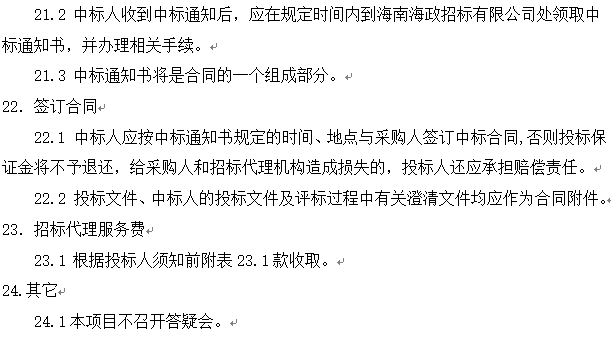 21.2 中标人收到中标通知后，应在规定时间内到海南海政招标有限公司处领取中
标通知书，并办理相关手续。
21.3 中标通知书将是合同的一个组成部分。
22. 签订合同
22.1 中标人应按中标通知书规定的时间、地点与采购人签订中标合同,否则投标保
证金将不予退还，给采购人和招标代理机构造成损失的，投标人还应承担赔偿责任。
22.2 投标文件、中标人的投标文件及评标过程中有关澄清文件均应作为合同附件。
23. 招标代理服务费
23.1 根据投标人须知前附表 23.1 款收取。
24.其它
24.1本项目不召开答疑会。